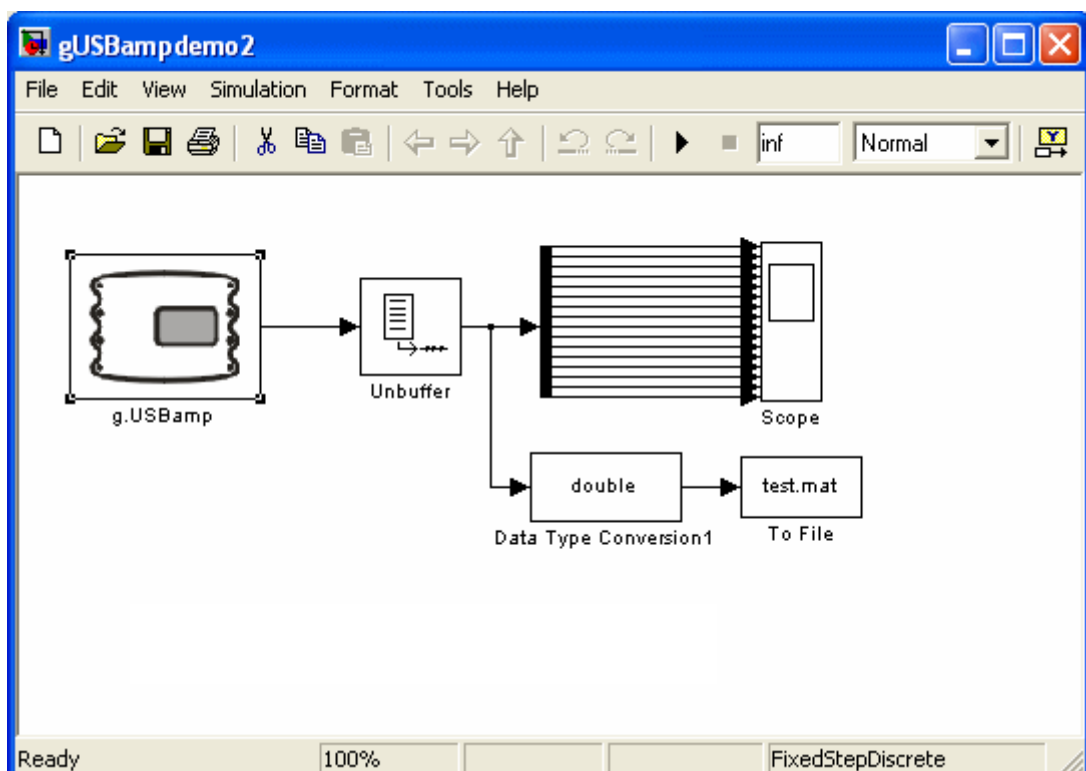 gUSBampdemo2
File Edit View Simulation Format Tools Help
inf Normal Y
g.USBamp
Unbuffer
Scope
double
Data Type Conversion1
test.mat
To File
Ready 100% FixedStepDiscrete